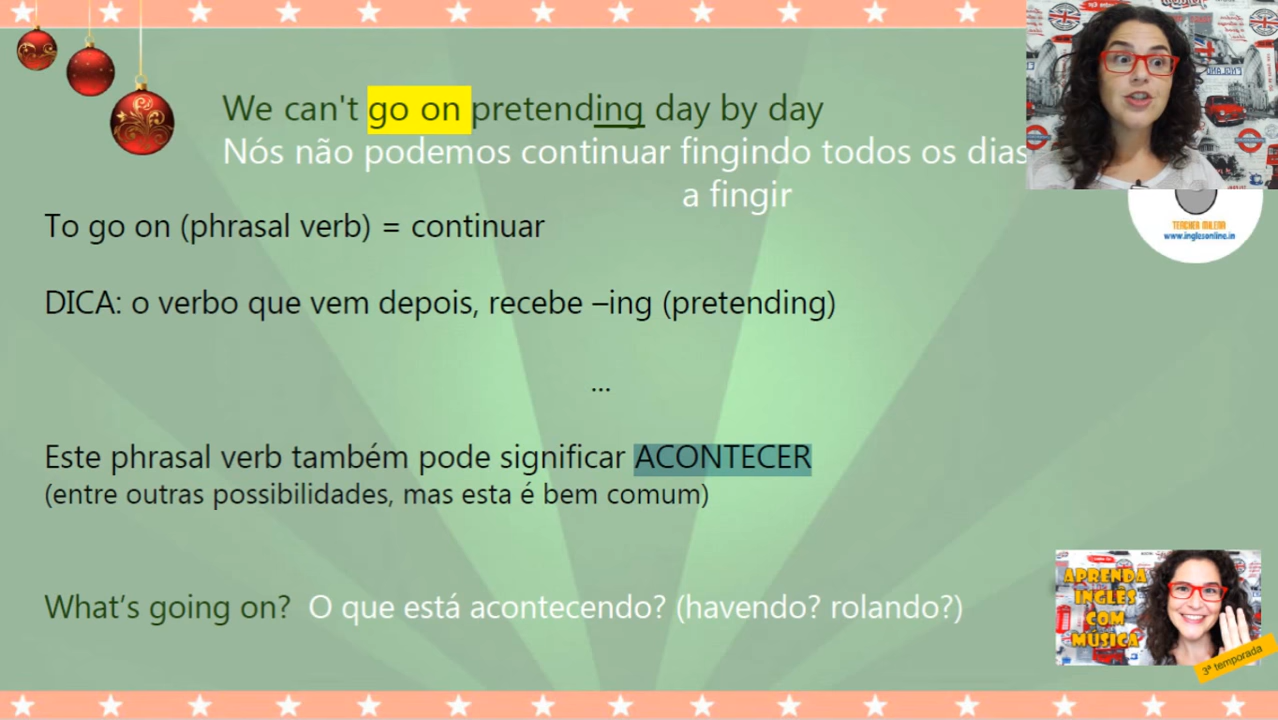 We can't go on pretending day by day
Nós não podemos continuar fingindo todos os dias
a fingir
To go on (phrasal verb) = continuar
TEACHER MILENA
www.inglesonline.in
DICA: o verbo que vem depois, recebe –ing (pretending)
...
Este phrasal verb também pode significar ACONTECER
(entre outras possibilidades, mas esta é bem comum)
What's going on? O que está acontecendo? (havendo? rolando?)
APRENDA
INGLÊS
COM
MÚSICA
3ª temporada